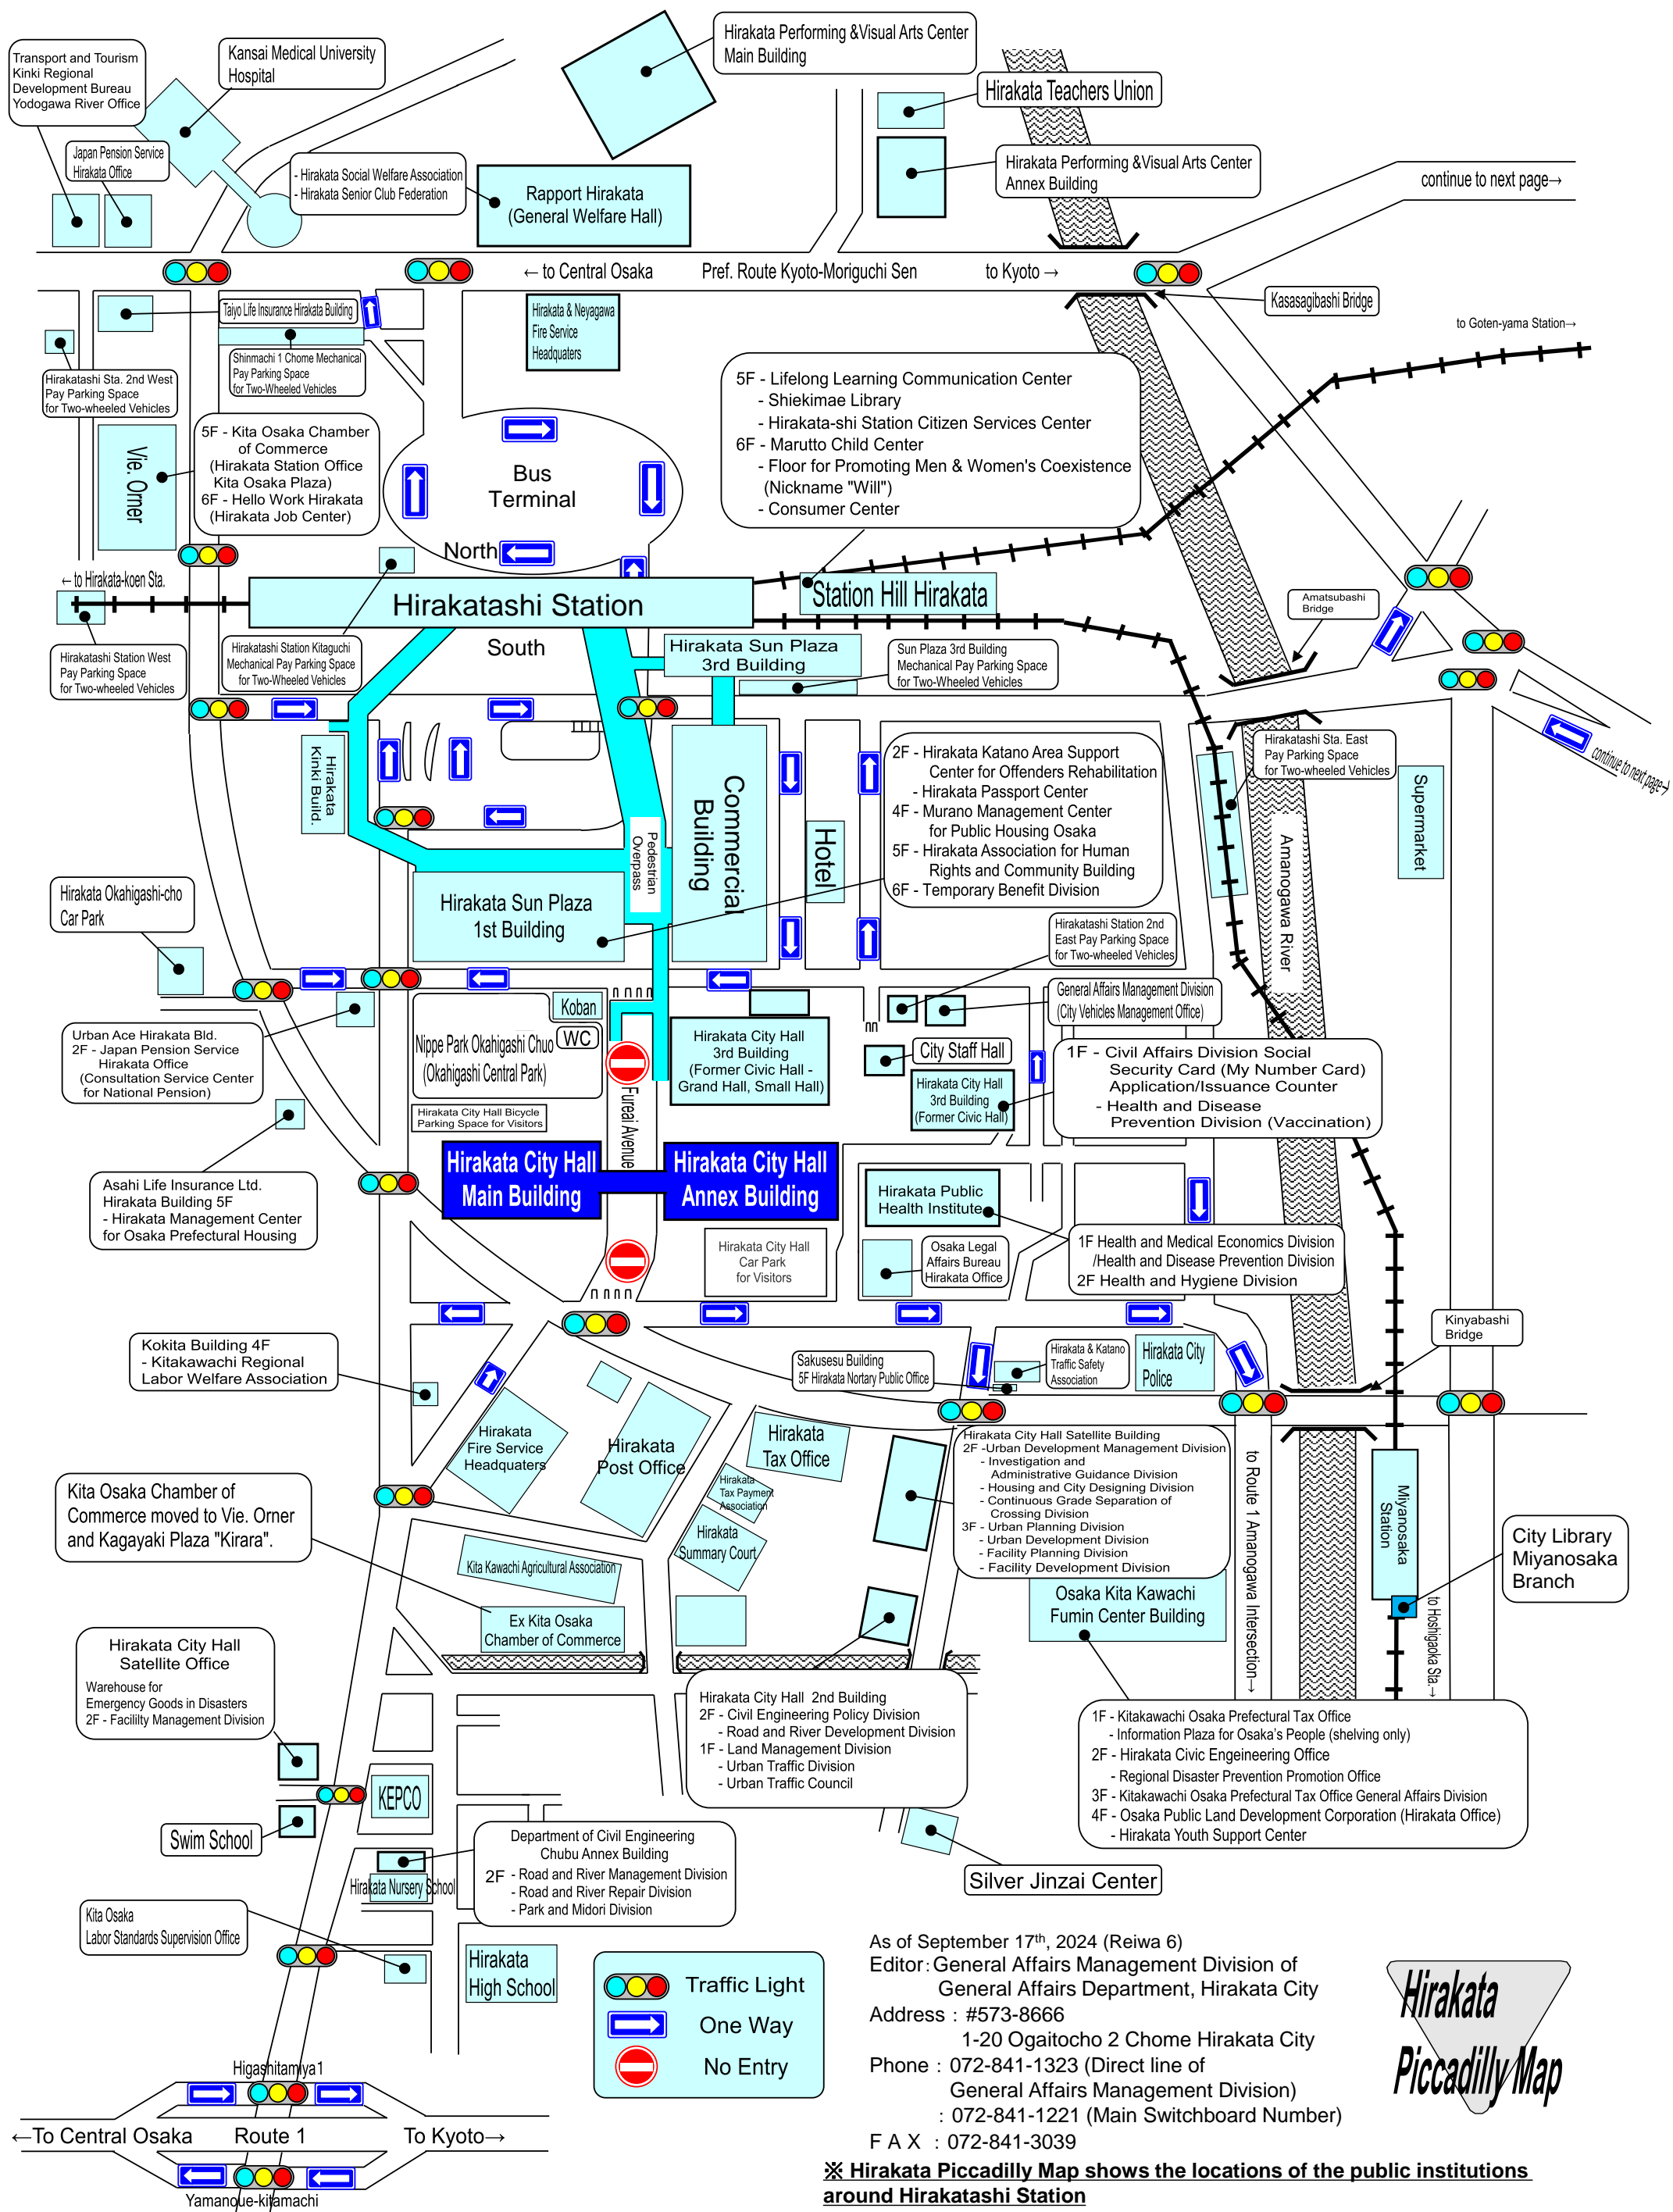 Transport and Tourism
Kinki Regional
Development Bureau
Yodogawa River Office
Kansai Medical University
Hospital
Japan Pension Service
Hirakata Office
- Hirakata Social Welfare Association
- Hirakata Senior Club Federation
Rapport Hirakata
(General Welfare Hall)
Hirakata Performing &Visual Arts Center
Main Building
Hirakata Teachers Union
Hirakata Performing &Visual Arts Center
Annex Building
continue to next page→
← to Central Osaka
Pref. Route Kyoto-Moriguchi Sen
to Kyoto →
Kasasagibashi Bridge
to Goten-yama Station→
Taiyo Life Insurance Hirakata Building
Shinmachi 1 Chome Mechanical
Pay Parking Space
for Two-Wheeled Vehicles
Hirakatashi Sta. 2nd West
Pay Parking Space
for Two-wheeled Vehicles
Hirakata & Neyagawa
Fire Service
Headquaters
Vie. Orner
5F - Kita Osaka Chamber
of Commerce
(Hirakata Station Office
Kita Osaka Plaza)
6F - Hello Work Hirakata
(Hirakata Job Center)
Bus
Terminal
North
5F - Lifelong Learning Communication Center
- Shiekimae Library
- Hirakata-shi Station Citizen Services Center
6F - Marutto Child Center
- Floor for Promoting Men & Women's Coexistence
(Nickname "Will")
- Consumer Center
← to Hirakata-koen Sta.
Hirakatashi Station
Station Hill Hirakata
Amatsubashi
Bridge
Hirakatashi Station West
Pay Parking Space
for Two-wheeled Vehicles
Hirakatashi Station Kitaguchi
Mechanical Pay Parking Space
for Two-Wheeled Vehicles
South
Hirakata Sun Plaza
3rd Building
Sun Plaza 3rd Building
Mechanical Pay Parking Space
for Two-Wheeled Vehicles
Hirakata
Kinki Build.
Commercial
Building
Hotel
Pedestrian
Overpass
2F - Hirakata Katano Area Support
Center for Offenders Rehabilitation
- Hirakata Passport Center
4F - Murano Management Center
for Public Housing Osaka
5F - Hirakata Association for Human
Rights and Community Building
6F - Temporary Benefit Division
Hirakatashi Sta. East
Pay Parking Space
for Two-wheeled Vehicles
Amanogawa River
Supermarket
continue to next page→
Hirakata Okahigashi-cho
Car Park
Hirakata Sun Plaza
1st Building
Hirakatashi Station 2nd
East Pay Parking Space
for Two-wheeled Vehicles
General Affairs Management Division
(City Vehicles Management Office)
Urban Ace Hirakata Bld.
2F - Japan Pension Service
Hirakata Office
(Consultation Service Center
for National Pension)
Koban
WC
Nippe Park Okahigashi Chuo
(Okahigashi Central Park)
Hirakata City Hall Bicycle
Parking Space for Visitors
Fureai Avenue
Hirakata City Hall
3rd Building
(Former Civic Hall -
Grand Hall, Small Hall)
City Staff Hall
Hirakata City Hall
3rd Building
(Former Civic Hall)
1F - Civil Affairs Division Social
Security Card (My Number Card)
Application/Issuance Counter
- Health and Disease
Prevention Division (Vaccination)
Asahi Life Insurance Ltd.
Hirakata Building 5F
- Hirakata Management Center
for Osaka Prefectural Housing
Hirakata City Hall
Main Building
Hirakata City Hall
Annex Building
Hirakata Public
Health Institute
Hirakata City Hall
Car Park
for Visitors
Osaka Legal
Affairs Bureau
Hirakata Office
1F Health and Medical Economics Division
/Health and Disease Prevention Division
2F Health and Hygiene Division
Kinyabashi
Bridge
Kokita Building 4F
- Kitakawachi Regional
Labor Welfare Association
Sakusesu Building
5F Hirakata Nortary Public Office
Hirakata & Katano
Traffic Safety
Association
Hirakata City
Police
Hirakata
Fire Service
Headquaters
Hirakata
Post Office
Hirakata
Tax Office
Hirakata
Tax Payment
Association
Hirakata
Summary Court
Hirakata City Hall Satellite Building
2F -Urban Development Management Division
- Investigation and
Administrative Guidance Division
- Housing and City Designing Division
- Continuous Grade Separation of
Crossing Division
3F - Urban Planning Division
- Urban Development Division
- Facility Planning Division
- Facility Development Division
to Route 1 Amanogawa Intersection→
Miyanosaka
Station
to Hoshigaoka Sta.→
City Library
Miyanosaka
Branch
Kita Osaka Chamber of
Commerce moved to Vie. Orner
and Kagayaki Plaza "Kirara".
Kita Kawachi Agricultural Association
Ex Kita Osaka
Chamber of Commerce
Osaka Kita Kawachi
Fumin Center Building
Hirakata City Hall
Satellite Office
Warehouse for
Emergency Goods in Disasters
2F - Facililty Management Division
Hirakata City Hall  2nd Building
2F - Civil Engineering Policy Division
- Road and River Development Division
1F - Land Management Division
- Urban Traffic Division
- Urban Traffic Council
1F - Kitakawachi Osaka Prefectural Tax Office
- Information Plaza for Osaka's People (shelving only)
2F - Hirakata Civic Engeineering Office
- Regional Disaster Prevention Promotion Office
3F - Kitakawachi Osaka Prefectural Tax Office General Affairs Division
4F - Osaka Public Land Development Corporation (Hirakata Office)
- Hirakata Youth Support Center
KEPCO
Swim School
Department of Civil Engineering
Chubu Annex Building
2F - Road and River Management Division
- Road and River Repair Division
- Park and Midori Division
Hirakata Nursery School
Silver Jinzai Center
Kita Osaka
Labor Standards Supervision Office
Hirakata
High School
Traffic Light
One Way
No Entry
As of September 17th, 2024 (Reiwa 6)
Editor:General Affairs Management Division of
General Affairs Department, Hirakata City
Address : #573-8666
1-20 Ogaitocho 2 Chome Hirakata City
Phone : 072-841-1323 (Direct line of
General Affairs Management Division)
: 072-841-1221 (Main Switchboard Number)
F A X : 072-841-3039
Hirakata
Piccadilly Map
Higashitamiya1
←To Central Osaka
Route 1
To Kyoto→
Yamanoue-kitamachi
※ Hirakata Piccadilly Map shows the locations of the public institutions
around Hirakatashi Station